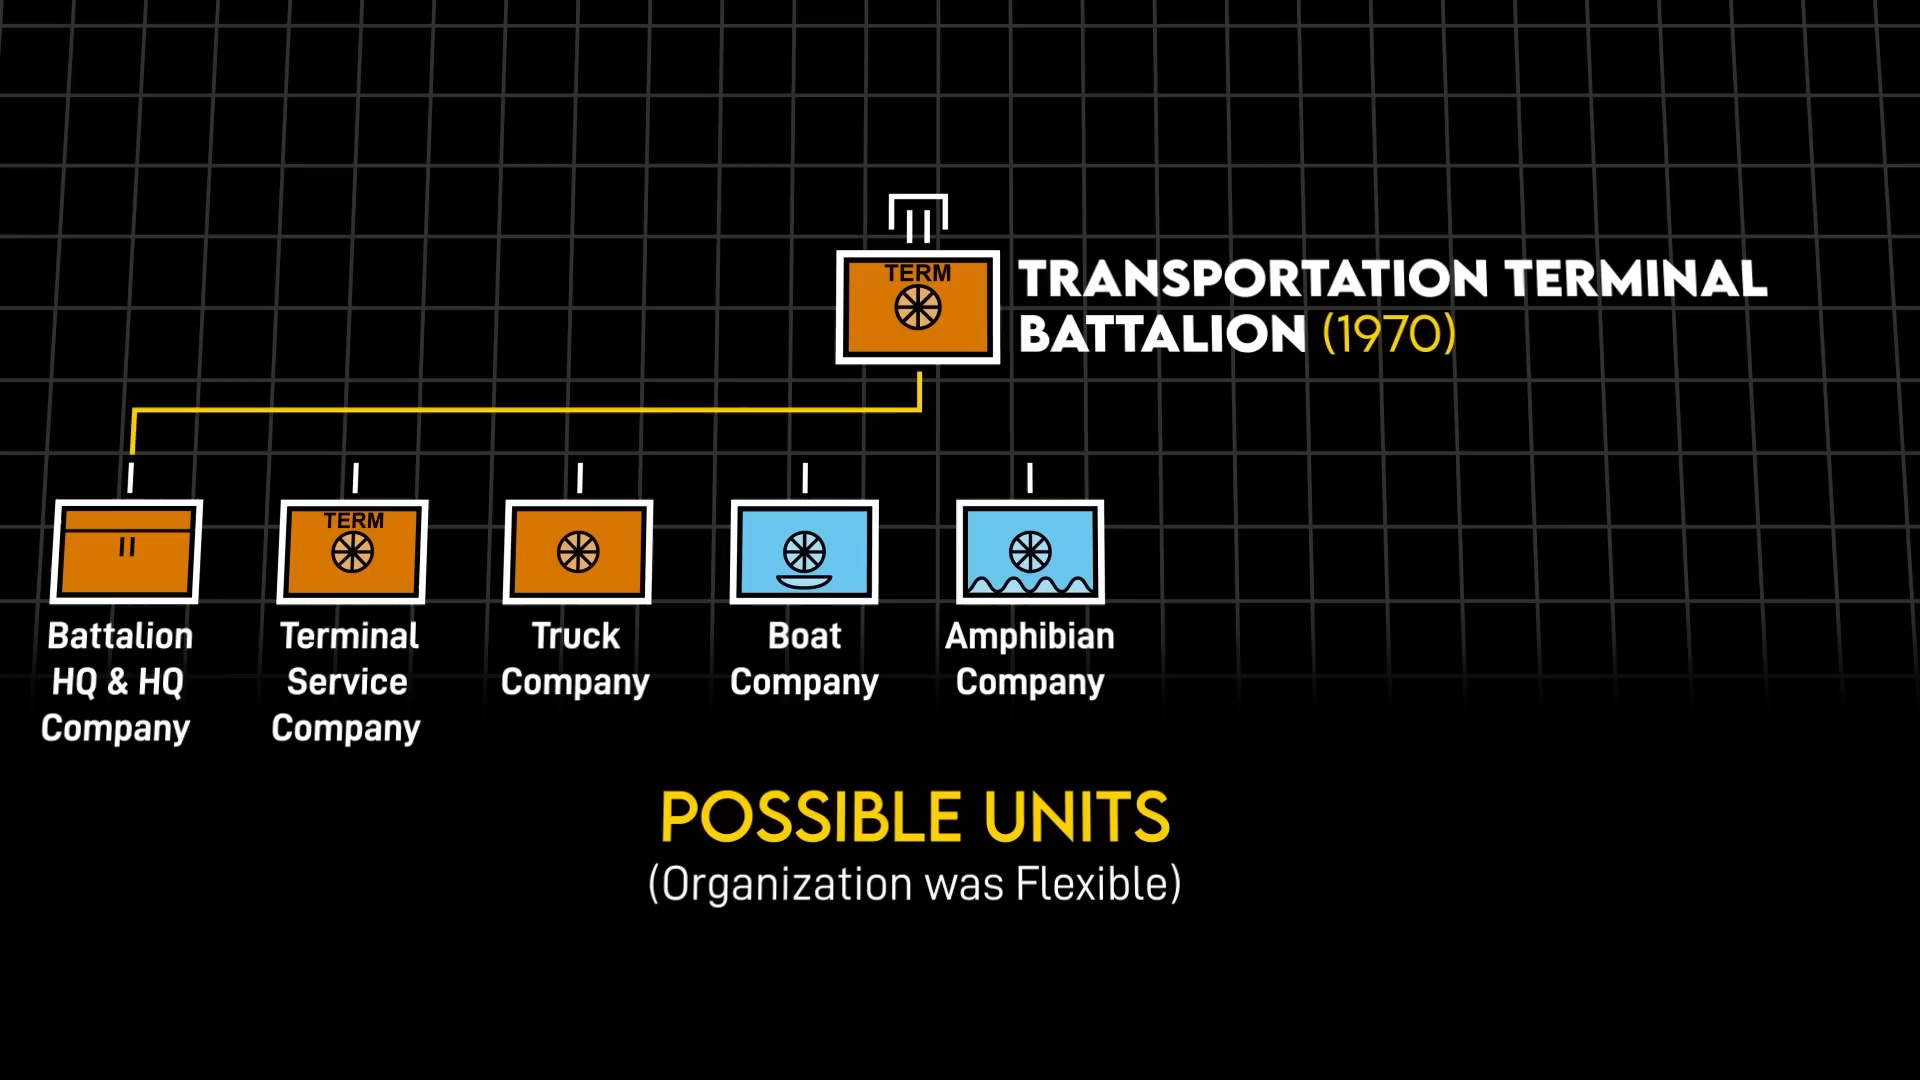 TERM
TRANSPORTATION TERMINAL
BATTALION (1970)
TERM
Battalion
HQ & HQ
Company
Terminal
Service
Company
Truck
Company
Boat
Company
Amphibian
Company
POSSIBLE UNITS
(Organization was Flexible)